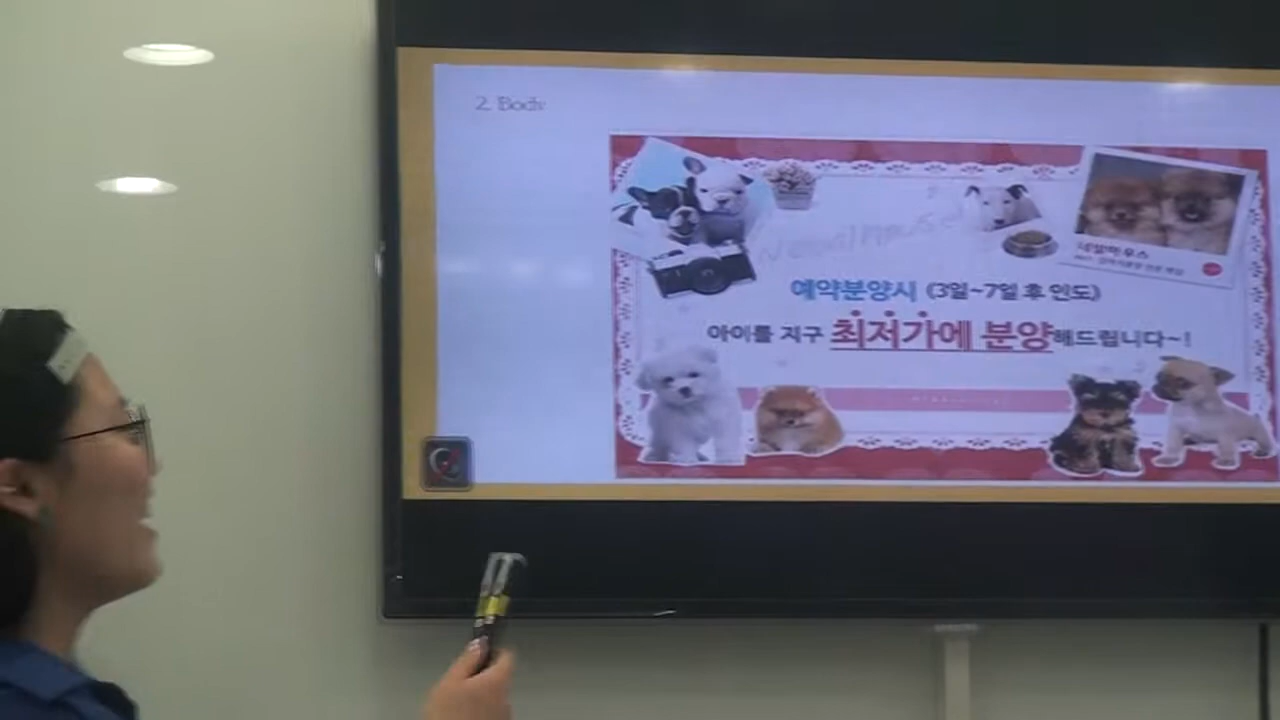 2. Body
네발하우스
예약분양시 (3일~7일 후 인도)
아이를 지구 최저가에 분양해드립니다~!